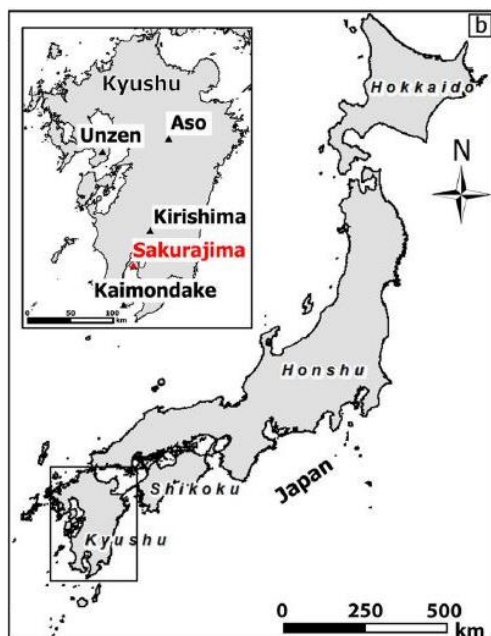 b
Kyushu
Unzen
Aso
Kirishima
Sakurajima
Kaimondake
0 50 100
km
Hokkaido
N
Honshu
Shikoku
Japan
Kyushu
0 250 500
km